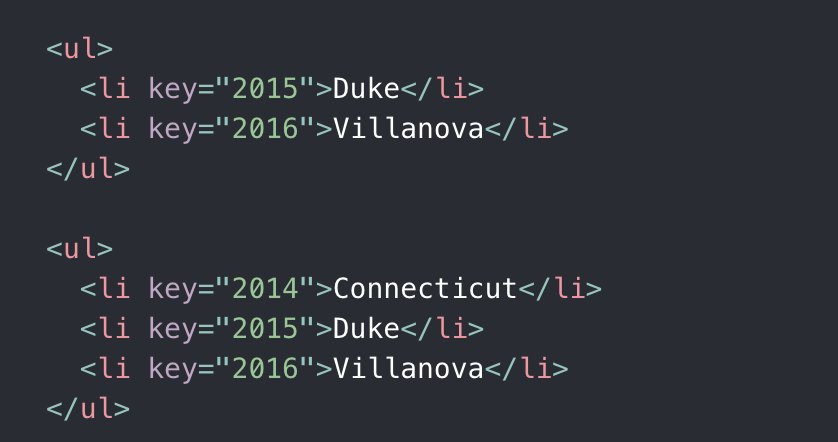 <ul>
  <li key="2015">Duke</li>
  <li key="2016">Villanova</li>
</ul>

<ul>
  <li key="2014">Connecticut</li>
  <li key="2015">Duke</li>
  <li key="2016">Villanova</li>
</ul>